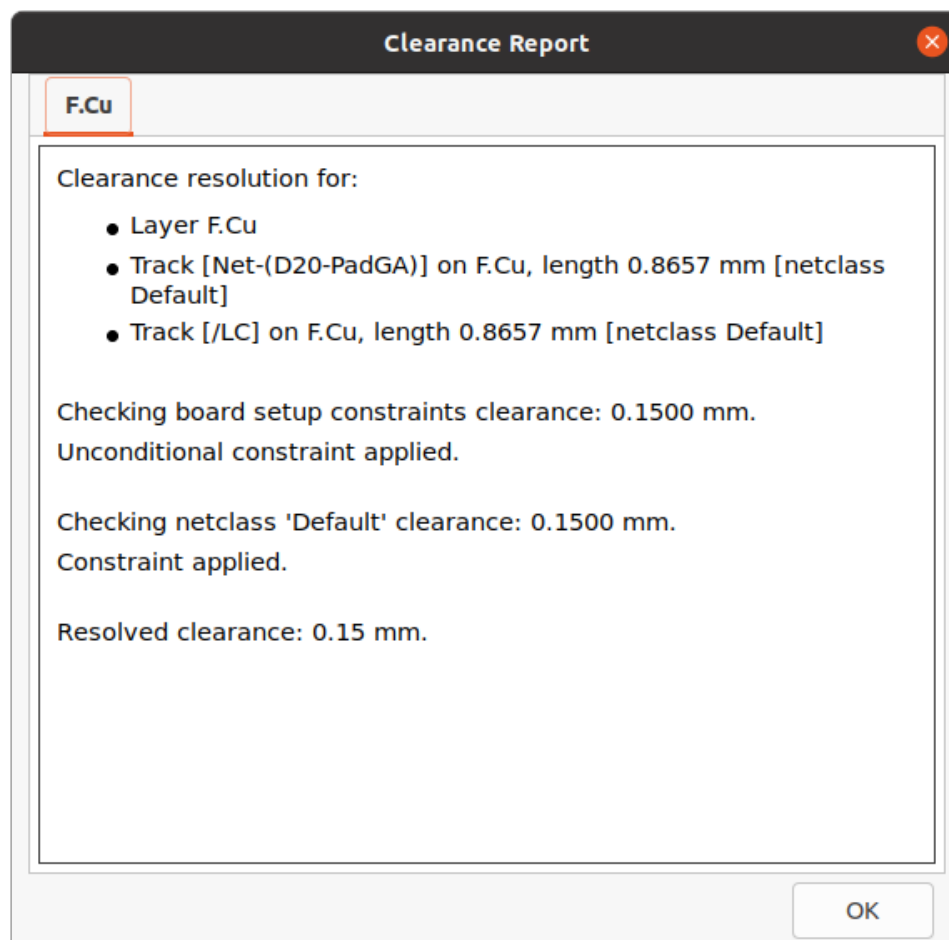 Clearance Report
F.Cu
Clearance resolution for:
● Layer F.Cu
● Track [Net-(D20-PadGA)] on F.Cu, length 0.8657 mm [netclass
Default]
● Track [/LC] on F.Cu, length 0.8657 mm [netclass Default]
Checking board setup constraints clearance: 0.1500 mm.
Unconditional constraint applied.
Checking netclass 'Default' clearance: 0.1500 mm.
Constraint applied.
Resolved clearance: 0.15 mm.
OK